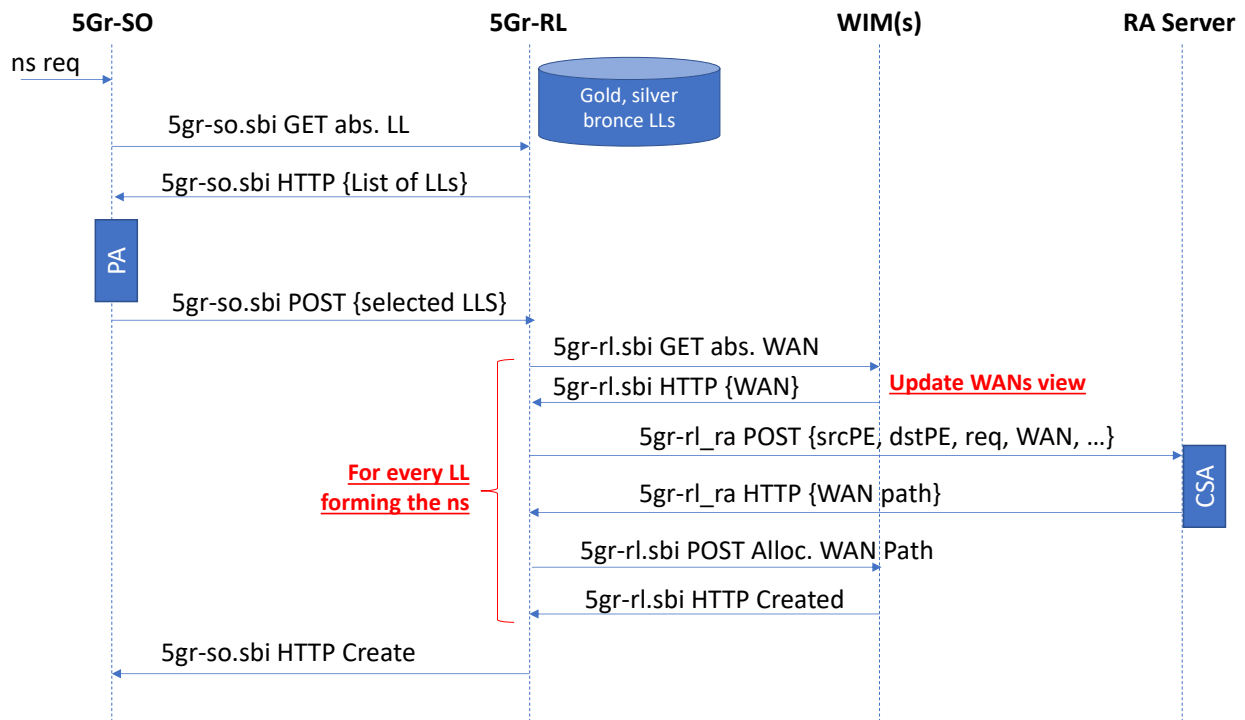 5Gr-SO
5Gr-RL
WIM(s)
RA Server
ns req
Gold, silver
bronce LLs
5gr-so.sbi GET abs. LL
5gr-so.sbi HTTP {List of LLs}
PA
5gr-so.sbi POST {selected LLS}
5gr-rl.sbi GET abs. WAN
5gr-rl.sbi HTTP {WAN}
Update WANs view
5gr-rl_ra POST {srcPE, dstPE, req, WAN, …}
For every LL
forming the ns
CSA
5gr-rl_ra HTTP {WAN path}
5gr-rl.sbi POST Alloc. WAN Path
5gr-rl.sbi HTTP Created
5gr-so.sbi HTTP Create